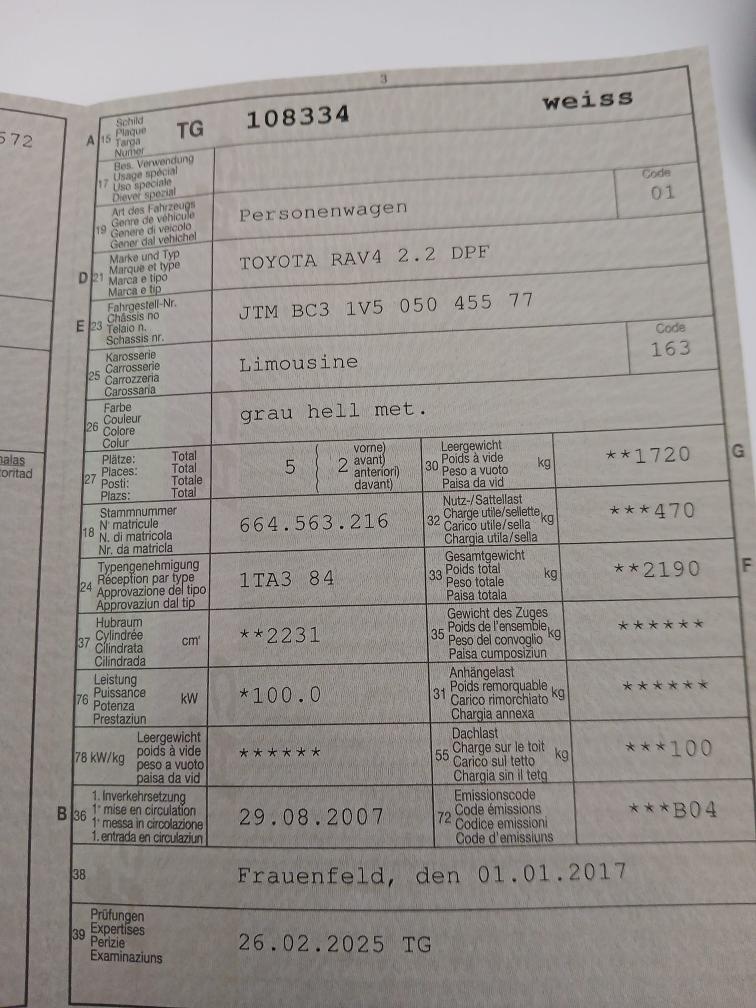 3
572
A 15 Schild
Plaque
Targa
Numer
TG 108334 weiss
17 Bes. Verwendung
Usage spécial
Uso speciale
Diever spezial
19 Art des Fahrzeugs
Genre de véhicule
Genere di veicolo
Gener dal vehichel
Personenwagen
Code
01
D 21 Marke und Typ
Marque et type
Marca e tipo
Marca e tip
TOYOTA RAV4 2.2 DPF
E 23 Fahrgestell-Nr.
Châssis no
Telaio n.
Schassis nr.
JTM BC3 1V5 050 455 77
25 Karosserie
Carrosserie
Carrozzeria
Carossaria
Limousine
Code
163
26 Farbe
Couleur
Colore
Colur
grau hell met.
27 Plätze: Total
Places: Total
Posti: Totale
Plazs: Total
5 ( 2 vorne)
avant)
anteriori)
davant)
30 Leergewicht
Poids à vide
Peso a vuoto
Paisa da vid
kg
**1720
G
18 Stammnummer
N° matricule
N. di matricola
Nr. da matricla
664.563.216
32 Nutz-/Sattellast
Charge utile/sellette
Carico utile/sella
Chargia utila/sella
kg
***470
24 Typengenehmigung
Réception par type
Approvazione del tipo
Approvaziun dal tip
1TA3 84
33 Gesamtgewicht
Poids total
Peso totale
Paisa totala
kg
**2190
F
37 Hubraum
Cylindrée
Cilindrata
Cilindrada
cm³
**2231
35 Gewicht des Zuges
Poids de l'ensemble
Peso del convoglio
Paisa cumposiziun
kg
******
76 Leistung
Puissance
Potenza
Prestaziun
kW
*100.0
31 Anhängelast
Poids remorquable
Carico rimorchiato
Chargia annexa
kg
******
78 kW/kg Leergewicht
poids à vide
peso a vuoto
paisa da vid
******
55 Dachlast
Charge sur le toit
Carico sul tetto
Chargia sin il tetg
kg
***100
B 36 1. Inverkehrsetzung
1re mise en circulation
1a messa in circolazione
1. entrada en circulaziun
29.08.2007
72 Emissionscode
Code émissions
Codice emissioni
Code d'emissiuns
***B04
38 Frauenfeld, den 01.01.2017
39 Prüfungen
Expertises
Perizie
Examinaziuns
26.02.2025 TG